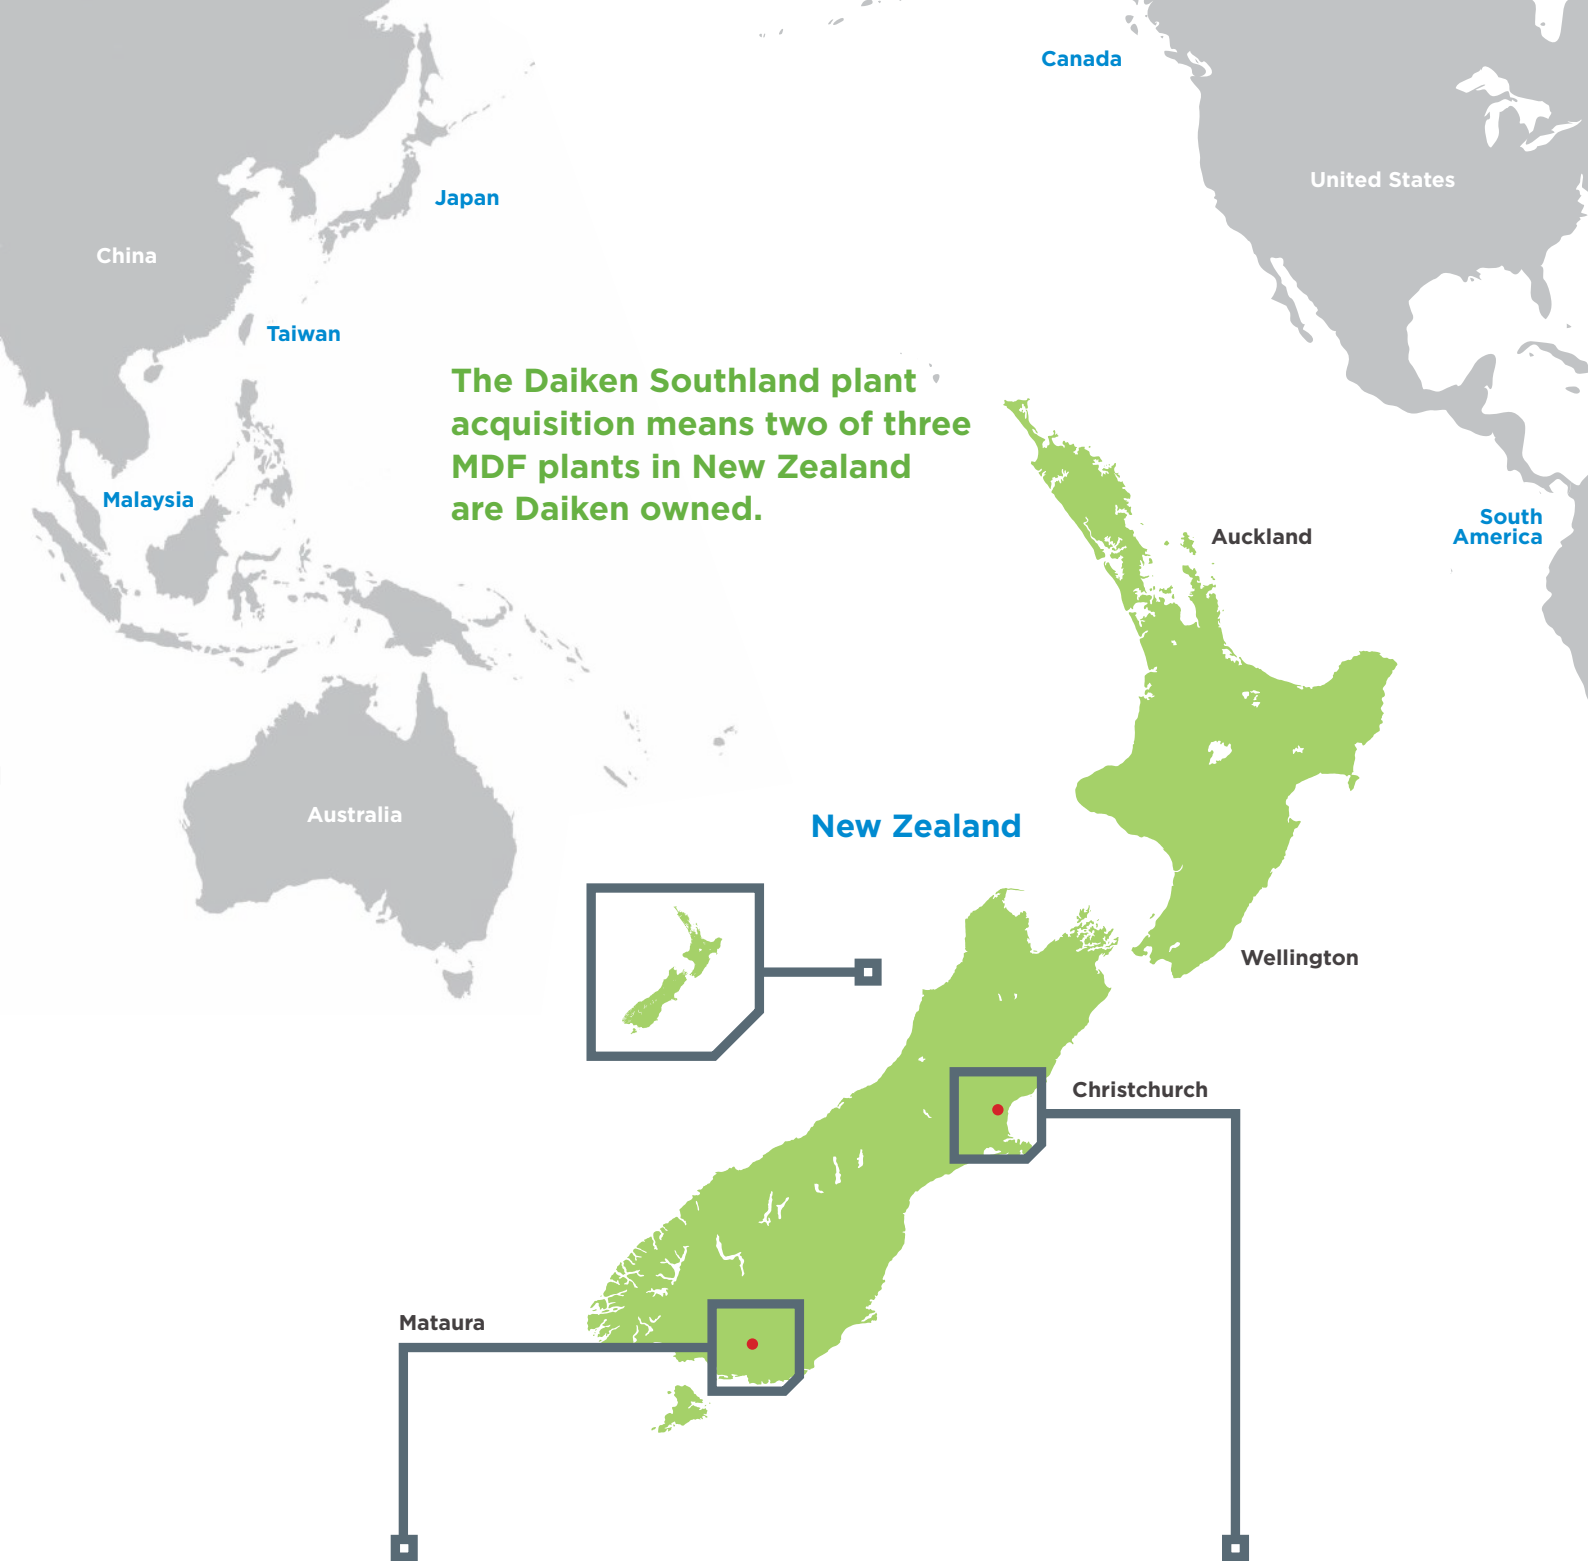 Canada
United States
Japan
China
Taiwan
The Daiken Southland plant
acquisition means two of three
MDF plants in New Zealand
are Daiken owned.
Malaysia
South
America
Auckland
Australia
New Zealand
Wellington
Christchurch
Mataura